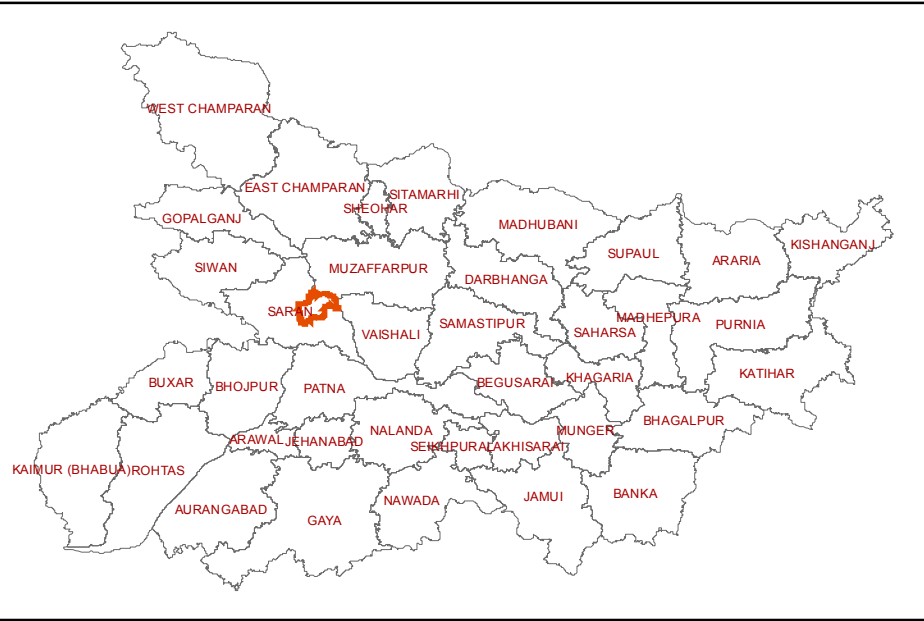 WEST CHAMPARAN
EAST CHAMPARAN
SITAMARHI
SHEOHAR
GOPALGANJ
MADHUBANI
KISHANGANJ
SUPAUL
ARARIA
SIWAN
MUZAFFARPUR
DARBHANGA
SARAN
MADHEPURA
SAMASTIPUR
PURNIA
VAISHALI
SAHARSA
KATIHAR
BUXAR
BHOJPUR
PATNA
BEGUSARAI
KHAGARIA
BHAGALPUR
ARAWAL
JEHANABAD
NALANDA
SEIKHPURA
LAKHISARAI
MUNGER
KAIMUR (BHABUA)
ROHTAS
AURANGABAD
GAYA
NAWADA
JAMUI
BANKA